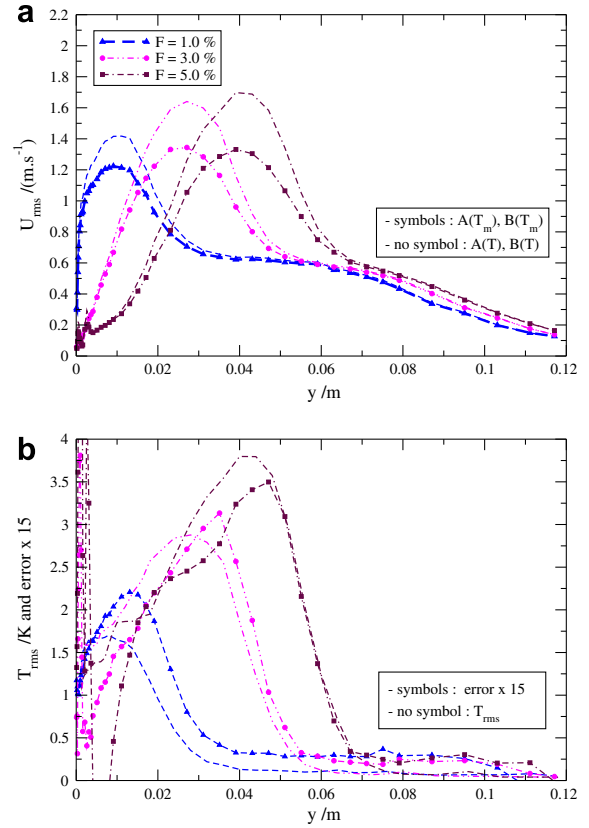 a
2.2
2
1.8
1.6
1.4
1.2
1
0.8
0.6
0.4
0.2
0
U_rms /(m.s^-1)
F = 1.0 %
F = 3.0 %
F = 5.0 %
- symbols : A(T_m), B(T_m)
- no symbol : A(T), B(T)
0 0.02 0.04 0.06 0.08 0.1 0.12
y /m
b
4
3.5
3
2.5
2
1.5
1
0.5
0
T_rms /K and error x 15
- symbols : error x 15
- no symbol : T_rms
0 0.02 0.04 0.06 0.08 0.1 0.12
y /m